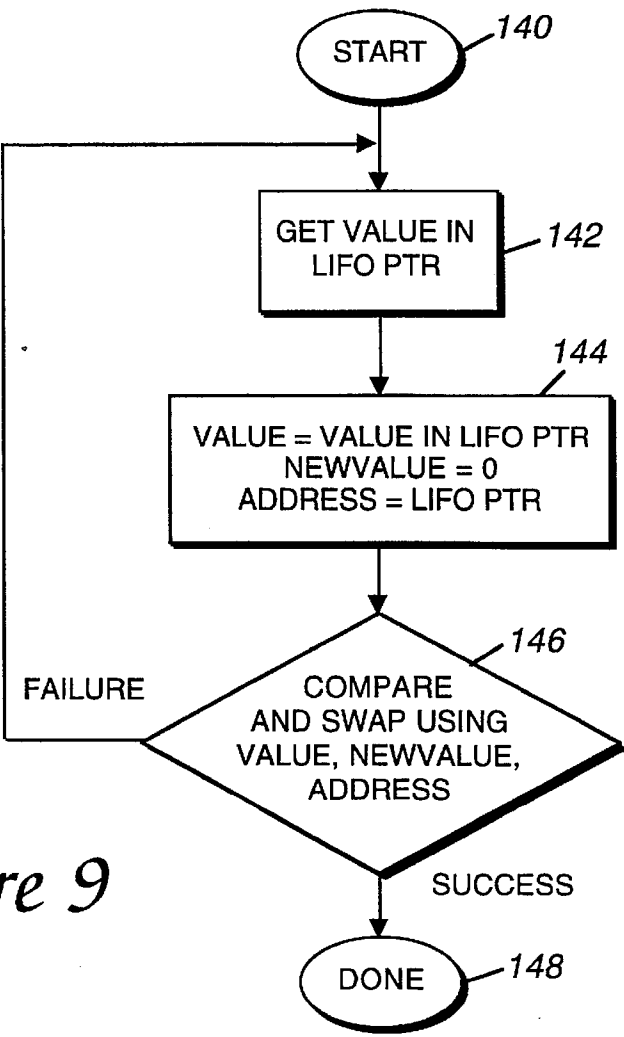 START
140
GET VALUE IN
LIFO PTR
142
144
VALUE = VALUE IN LIFO PTR
NEWVALUE = 0
ADDRESS = LIFO PTR
146
FAILURE
COMPARE
AND SWAP USING
VALUE, NEWVALUE,
ADDRESS
re 9
SUCCESS
DONE
148